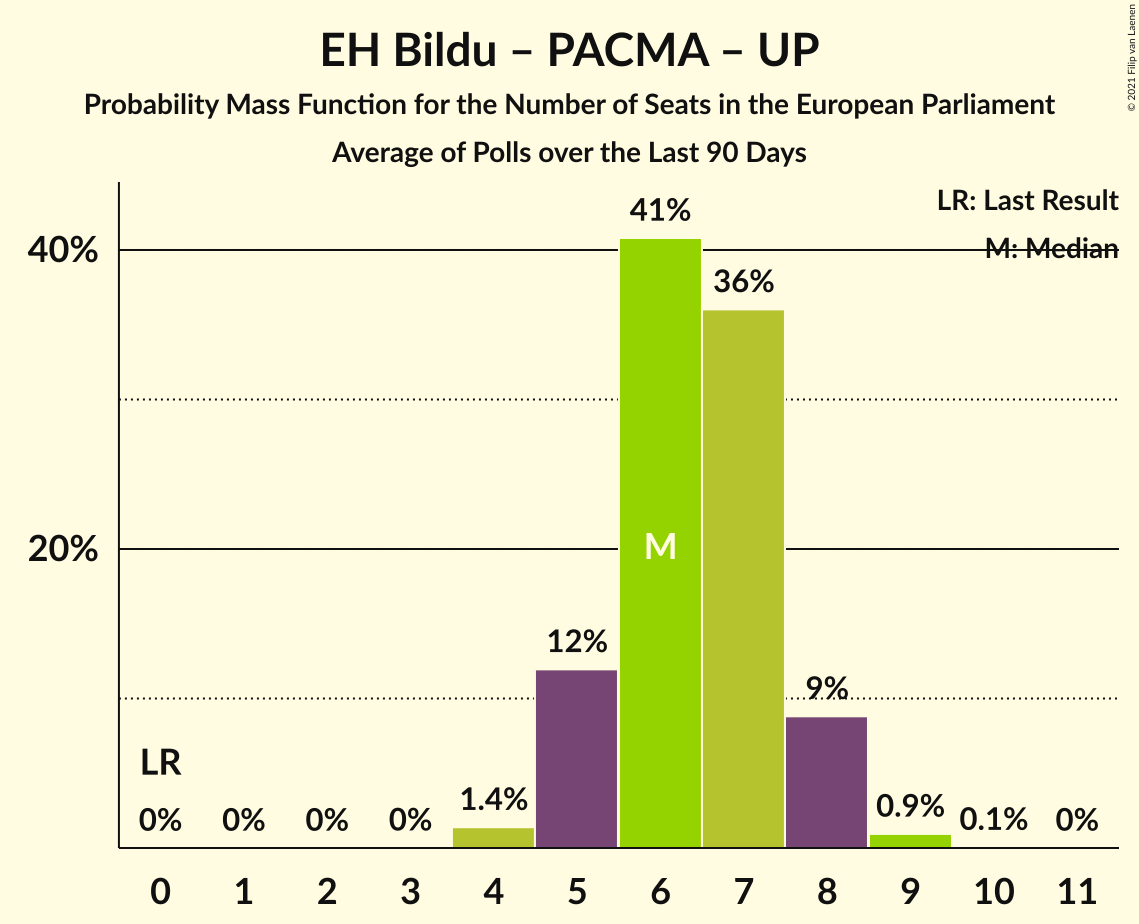 EH Bildu – PACMA – UP
Probability Mass Function for the Number of Seats in the European Parliament
Average of Polls over the Last 90 Days
© 2021 Filip van Laenen
LR: Last Result
M: Median
40%
20%
41%
36%
12%
9%
1.4%
0.9%
0.1%
0%
0%
0%
0%
0%
LR
M
0 1 2 3 4 5 6 7 8 9 10 11